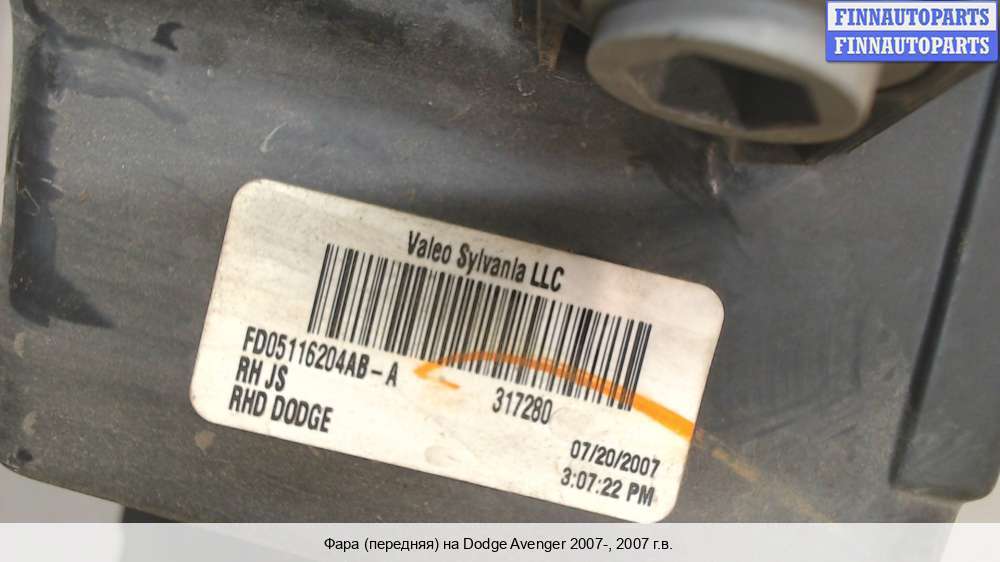 FINNAUTOPARTS
FINNAUTOPARTS
Valeo Sylvania LLC
FD05116204AB-A
317280
RH JS
RHD DODGE
07/20/2007
3:07:22 PM
Фара (передняя) на Dodge Avenger 2007-, 2007 г.в.